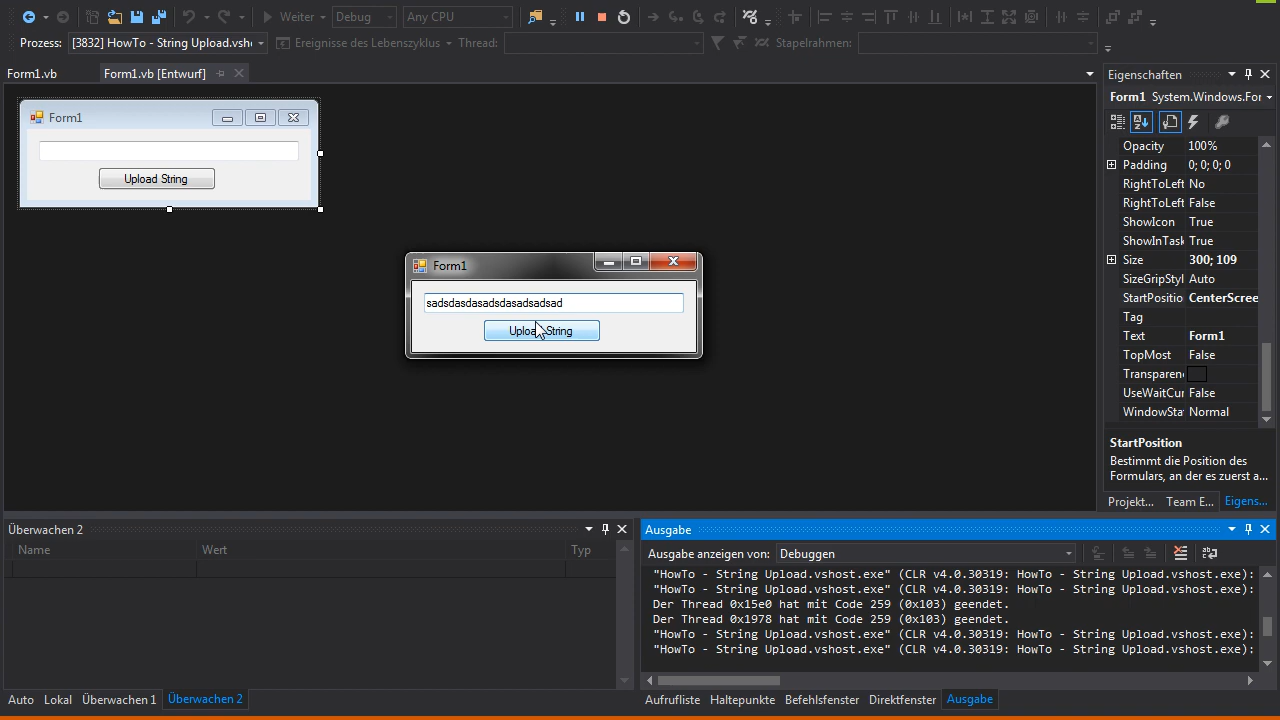 Weiter
Debug
Any CPU
Prozess:
[3832] HowTo - String Upload.vsh
Ereignisse des Lebenszyklus
Thread:
Stapelrahmen:
Form1.vb
Form1.vb [Entwurf]
Form1
Upload String
Form1
sadsdasdasadsdasadsadsad
Upload String
Eigenschaften
Form1 System.Windows.For
Opacity 100%
Padding 0; 0; 0; 0
RightToLeft No
RightToLeft False
ShowIcon True
ShowInTask True
Size 300; 109
SizeGripStyl Auto
StartPositio CenterScree
Tag
Text Form1
TopMost False
Transparen
UseWaitCur False
WindowStat Normal
StartPosition
Bestimmt die Position des
Formulars, an der es zuerst a...
Projekt... Team E... Eigens...
Überwachen 2
Name Wert Typ
Auto Lokal Überwachen 1 Überwachen 2
Ausgabe
Ausgabe anzeigen von: Debuggen
"HowTo - String Upload.vshost.exe" (CLR v4.0.30319: HowTo - String Upload.vshost.exe):
"HowTo - String Upload.vshost.exe" (CLR v4.0.30319: HowTo - String Upload.vshost.exe):
Der Thread 0x15e0 hat mit Code 259 (0x103) geendet.
Der Thread 0x1978 hat mit Code 259 (0x103) geendet.
"HowTo - String Upload.vshost.exe" (CLR v4.0.30319: HowTo - String Upload.vshost.exe):
"HowTo - String Upload.vshost.exe" (CLR v4.0.30319: HowTo - String Upload.vshost.exe):
Aufrufliste Haltepunkte Befehlsfenster Direktfenster Ausgabe